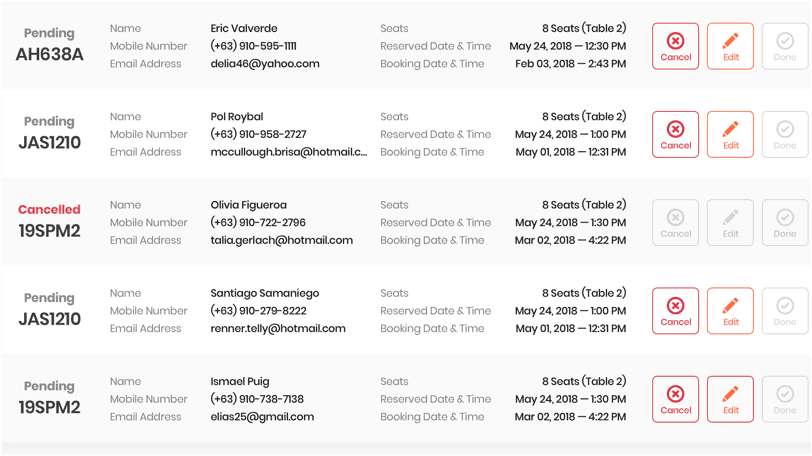 Pending
AH638A
Name Eric Valverde Seats 8 Seats (Table 2)
Mobile Number (+63) 910-595-1111 Reserved Date & Time May 24, 2018 — 12:30 PM
Email Address delia46@yahoo.com Booking Date & Time Feb 03, 2018 — 2:43 PM
Cancel Edit Done
Pending
JAS1210
Name Pol Roybal Seats 8 Seats (Table 2)
Mobile Number (+63) 910-958-2727 Reserved Date & Time May 24, 2018 — 1:00 PM
Email Address mccullough.brisa@hotmail.c... Booking Date & Time May 01, 2018 — 12:31 PM
Cancel Edit Done
Cancelled
19SPM2
Name Olivia Figueroa Seats 8 Seats (Table 2)
Mobile Number (+63) 910-722-2796 Reserved Date & Time May 24, 2018 — 1:30 PM
Email Address talia.gerlach@hotmail.com Booking Date & Time Mar 02, 2018 — 4:22 PM
Cancel Edit Done
Pending
JAS1210
Name Santiago Samaniego Seats 8 Seats (Table 2)
Mobile Number (+63) 910-279-8222 Reserved Date & Time May 24, 2018 — 1:00 PM
Email Address renner.telly@hotmail.com Booking Date & Time May 01, 2018 — 12:31 PM
Cancel Edit Done
Pending
19SPM2
Name Ismael Puig Seats 8 Seats (Table 2)
Mobile Number (+63) 910-738-7138 Reserved Date & Time May 24, 2018 — 1:30 PM
Email Address elias25@gmail.com Booking Date & Time Mar 02, 2018 — 4:22 PM
Cancel Edit Done